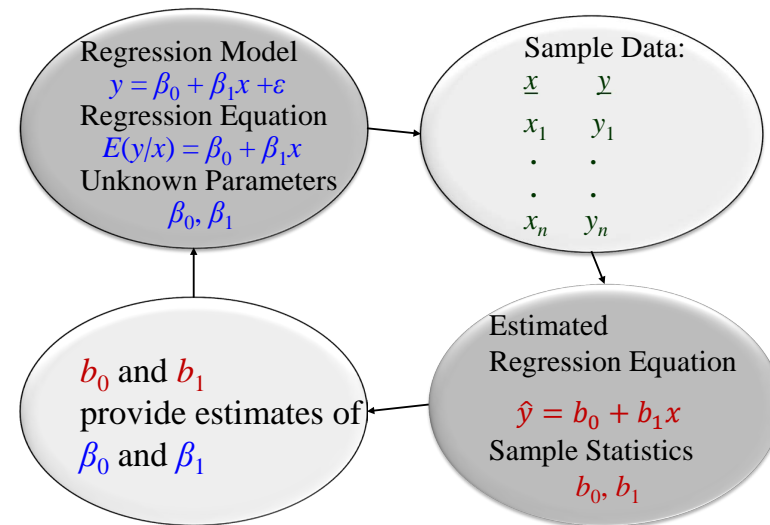 Regression Model
y = β₀ + β₁x +ε
Regression Equation
E(y/x) = β₀ + β₁x
Unknown Parameters
β₀, β₁
Sample Data:
x y
x₁ y₁
. .
. .
xₙ yₙ
Estimated
Regression Equation
ŷ = b₀ + b₁x
Sample Statistics
b₀, b₁
b₀ and b₁
provide estimates of
β₀ and β₁